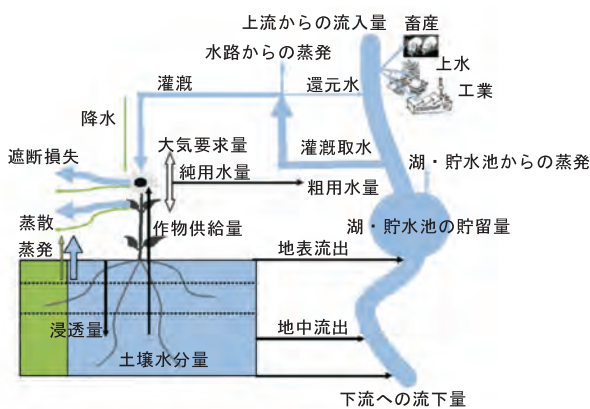 上流からの流入量
畜産
水路からの蒸発
上水
灌漑
還元水
工業
降水
大気要求量
灌漑取水
遮断損失
純用水量
湖・貯水池からの蒸発
粗用水量
蒸散
作物供給量
湖・貯水池の貯留量
蒸発
地表流出
浸透量
地中流出
土壌水分量
下流への流下量